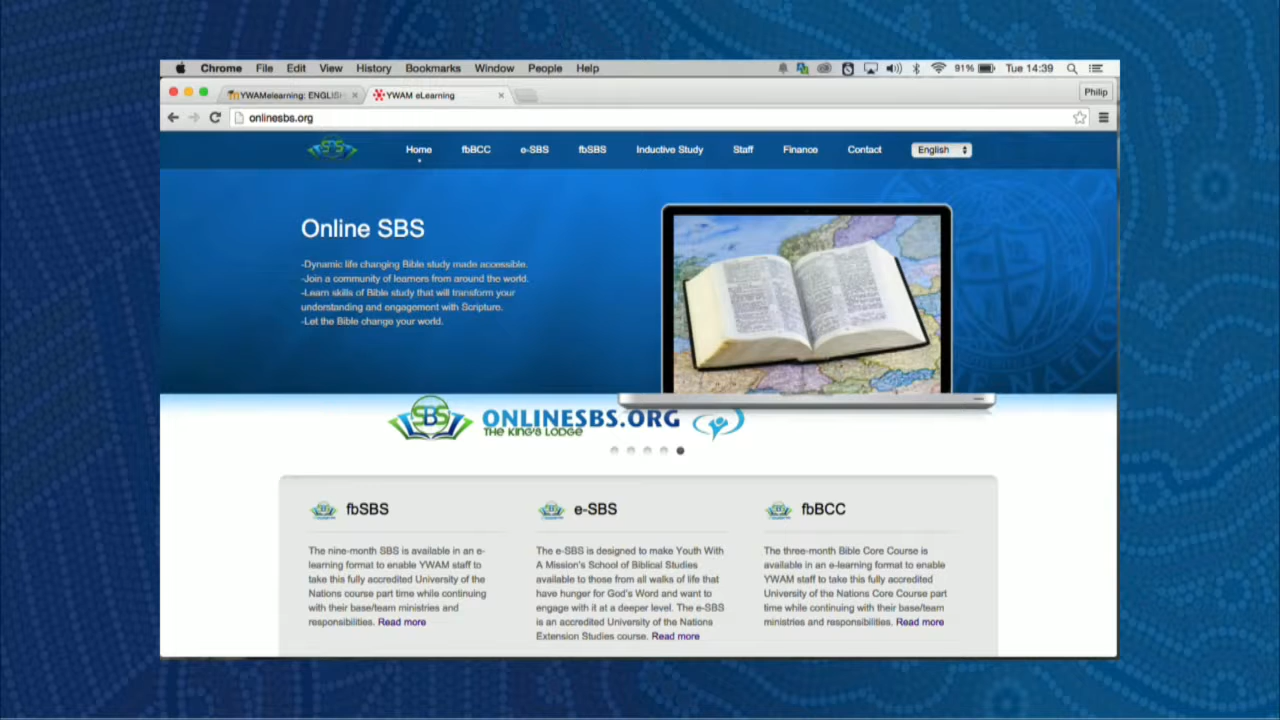 Chrome File Edit View History Bookmarks Window People Help 91% Tue 14:39
YWAMelearning: ENGLISH YWAM eLearning Philip
onlinesbs.org
SBS Home fbBCC e-SBS fbSBS Inductive Study Staff Finance Contact English
Online SBS
-Dynamic life changing Bible study made accessible.
-Join a community of learners from around the world.
-Learn skills of Bible study that will transform your
understanding and engagement with Scripture.
-Let the Bible change your world.
SBS ONLINESBS.ORG
THE KING'S LODGE
fbSBS
The nine-month SBS is available in an e-
learning format to enable YWAM staff to
take this fully accredited University of the
Nations course part time while continuing
with their base/team ministries and
responsibilities. Read more
e-SBS
The e-SBS is designed to make Youth With
A Mission's School of Biblical Studies
available to those from all walks of life that
have hunger for God's Word and want to
engage with it at a deeper level. The e-SBS
is an accredited University of the Nations
Extension Studies course. Read more
fbBCC
The three-month Bible Core Course is
available in an e-learning format to enable
YWAM staff to take this fully accredited
University of the Nations Core Course part
time while continuing with their base/team
ministries and responsibilities. Read more